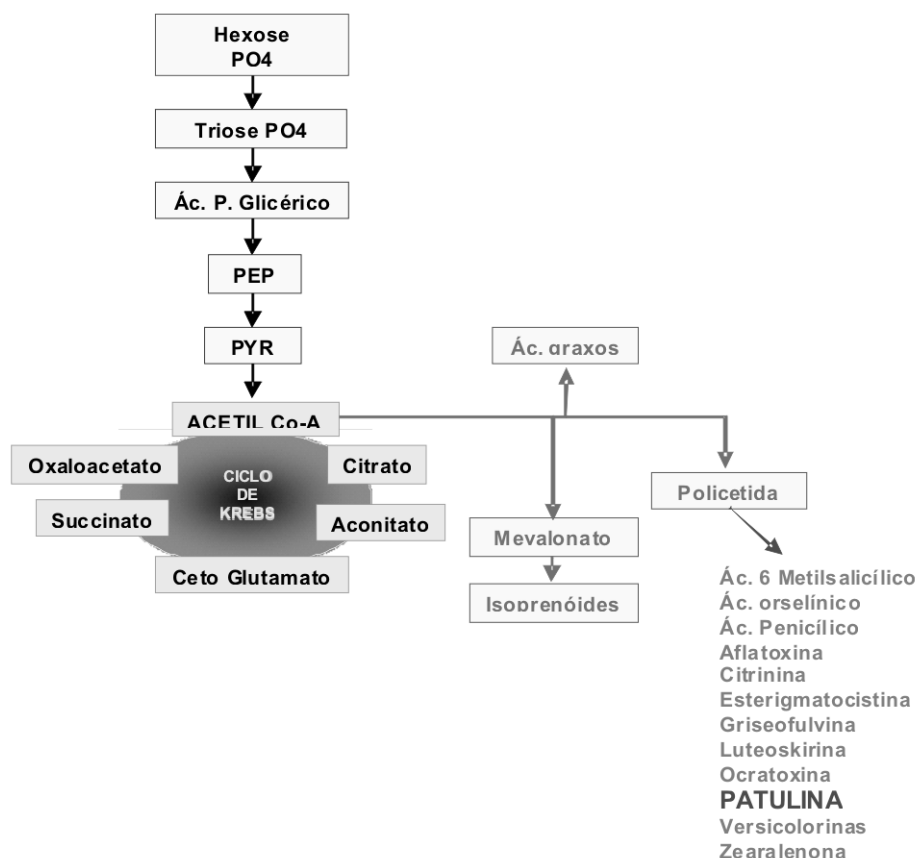 Hexose
PO4
Triose PO4
Ác. P. Glicérico
PEP
PYR
Ác. graxos
ACETIL Co-A
Oxaloacetato
CICLO
DE
KREBS
Citrato
Succinato
Aconitato
Ceto Glutamato
Policetida
Mevalonato
Isoprenóides
Ác. 6 Metilsalicílico
Ác. orselínico
Ác. Penicílico
Aflatoxina
Citrinina
Esterigmatocistina
Griseofulvina
Luteoskirina
Ocratoxina
PATULINA
Versicolorinas
Zearalenona